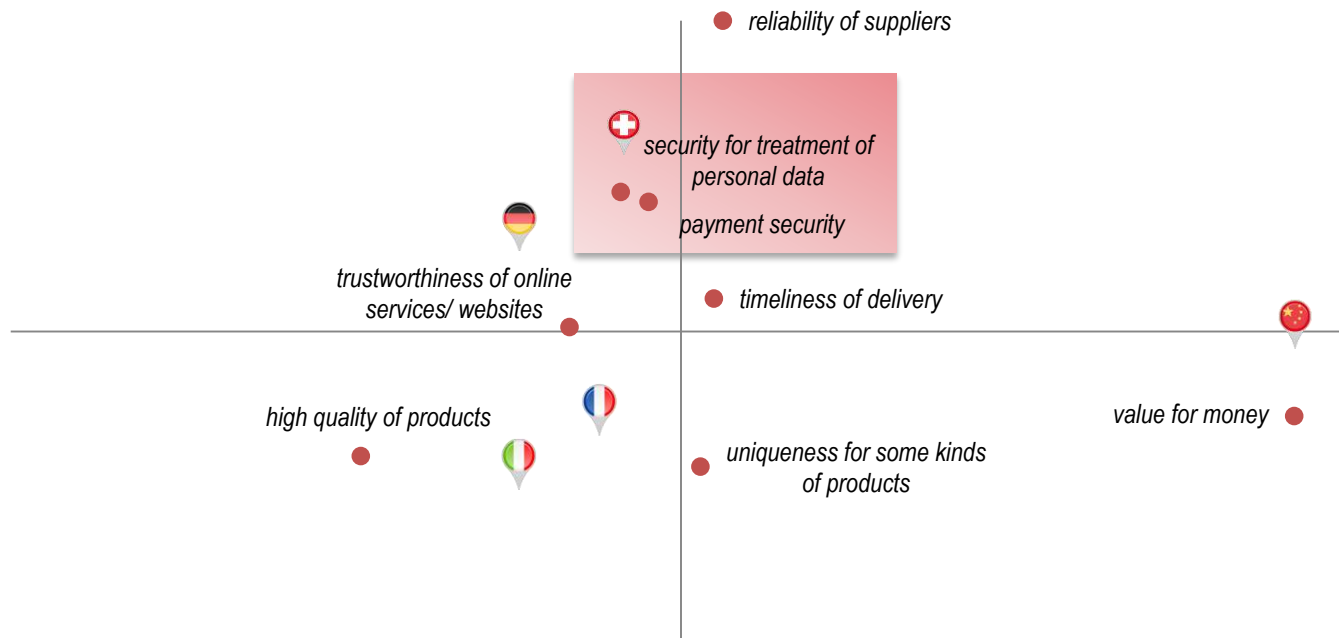 reliability of suppliers
security for treatment of
personal data
payment security
trustworthiness of online
services/ websites
timeliness of delivery
high quality of products
value for money
uniqueness for some kinds
of products